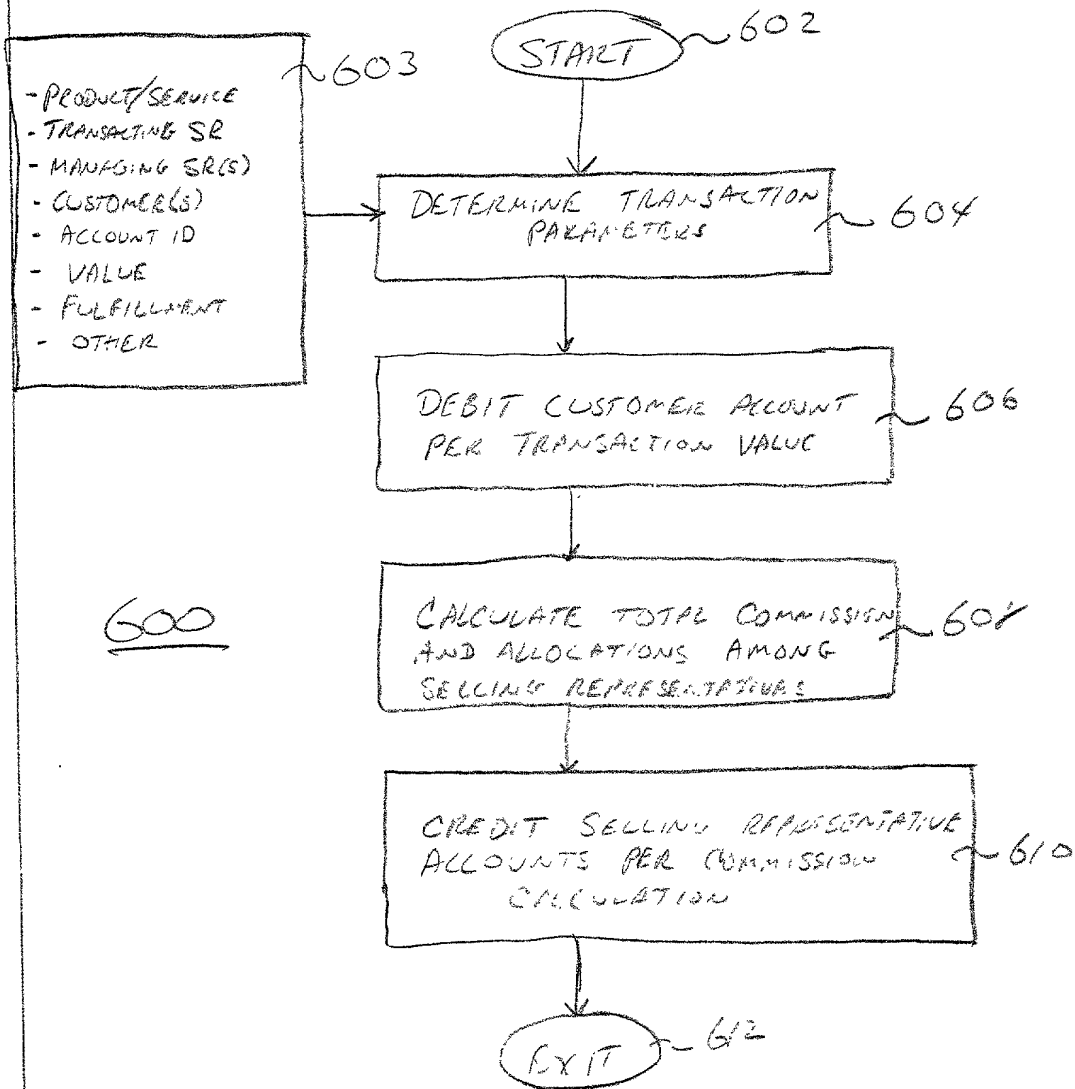 START
602
603
- PRODUCT/SERVICE
- TRANSACTING SR
- MANAGING SR(S)
- CUSTOMER(S)
- ACCOUNT ID
- VALUE
- FULFILLMENT
- OTHER
DETERMINE TRANSACTION
PARAMETERS
604
DEBIT CUSTOMER ACCOUNT
PER TRANSACTION VALUE
606
600
CALCULATE TOTAL COMMISSION
AND ALLOCATIONS AMONG
SELLING REPRESENTATIVES
608
CREDIT SELLING REPRESENTATIVE
ACCOUNTS PER COMMISSION
CALCULATION
610
EXIT
612